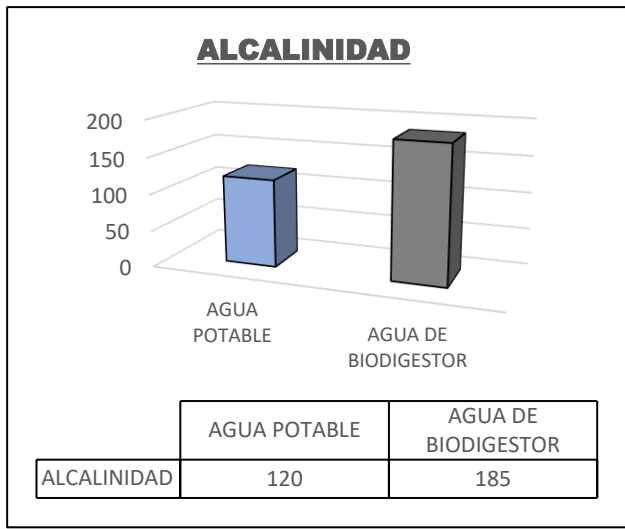 ALCALINIDAD
200
150
100
50
0
AGUA
POTABLE
AGUA DE
BIODIGESTOR
AGUA POTABLE
AGUA DE
BIODIGESTOR
ALCALINIDAD 120 185